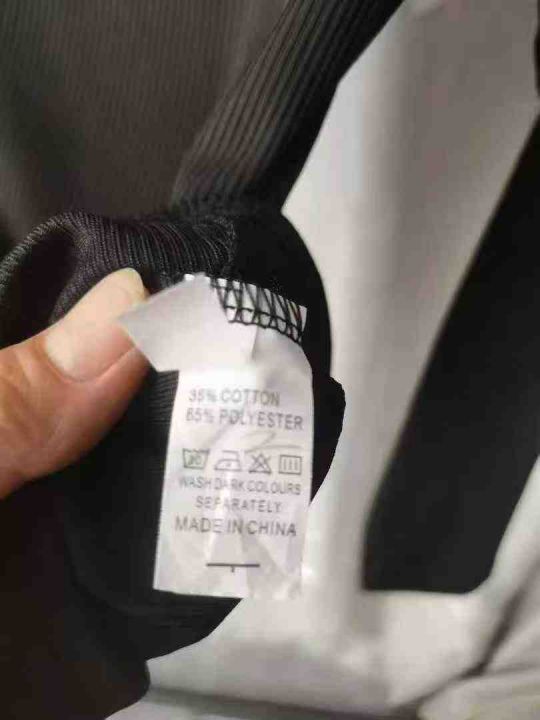 35% COTTON
65% POLYESTER
WASH DARK COLOURS
SEPARATELY
MADE IN CHINA